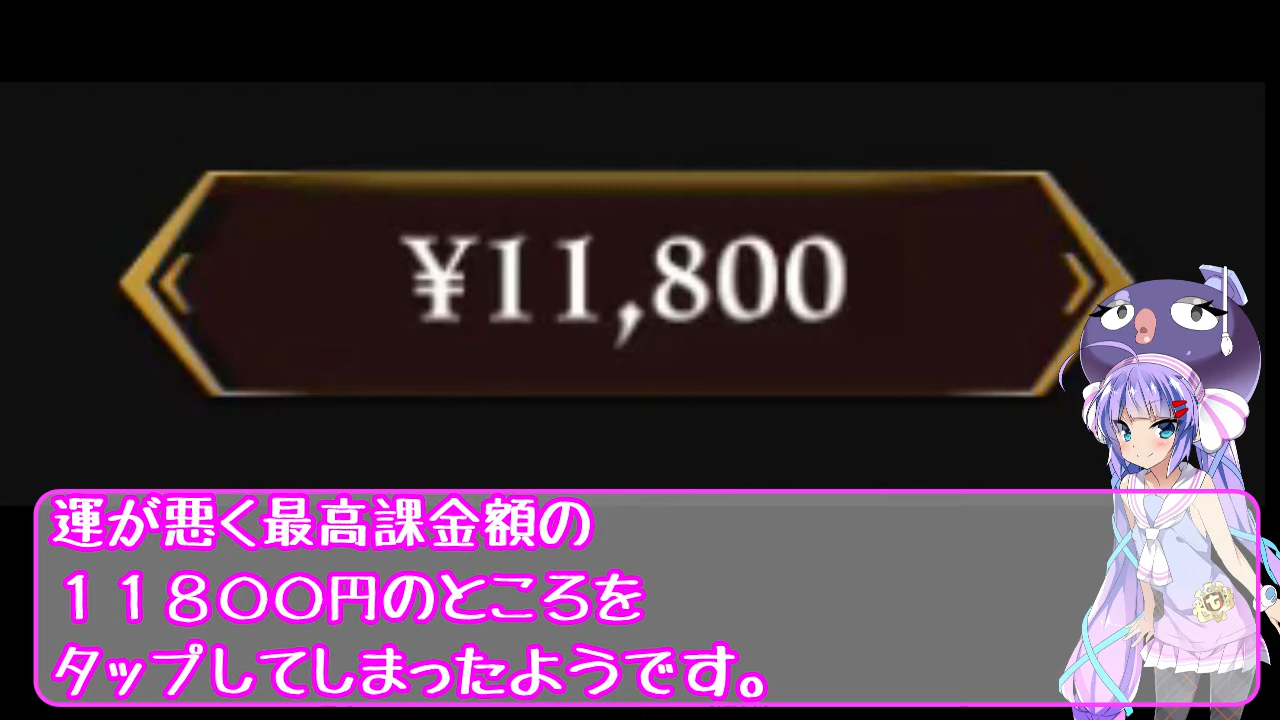 ¥11,800
運が悪く最高課金額の
１１８００円のところを
タップしてしまったようです。